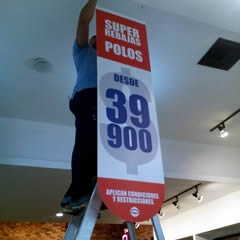 SUPER
REBAJAS
POLOS
DESDE
39
900
APLICAN CONDICIONES
Y RESTRICCIONES